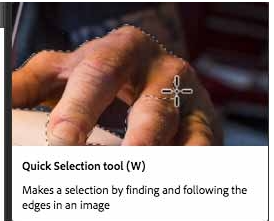 Quick Selection tool (W)
Makes a selection by finding and following the
edges in an image